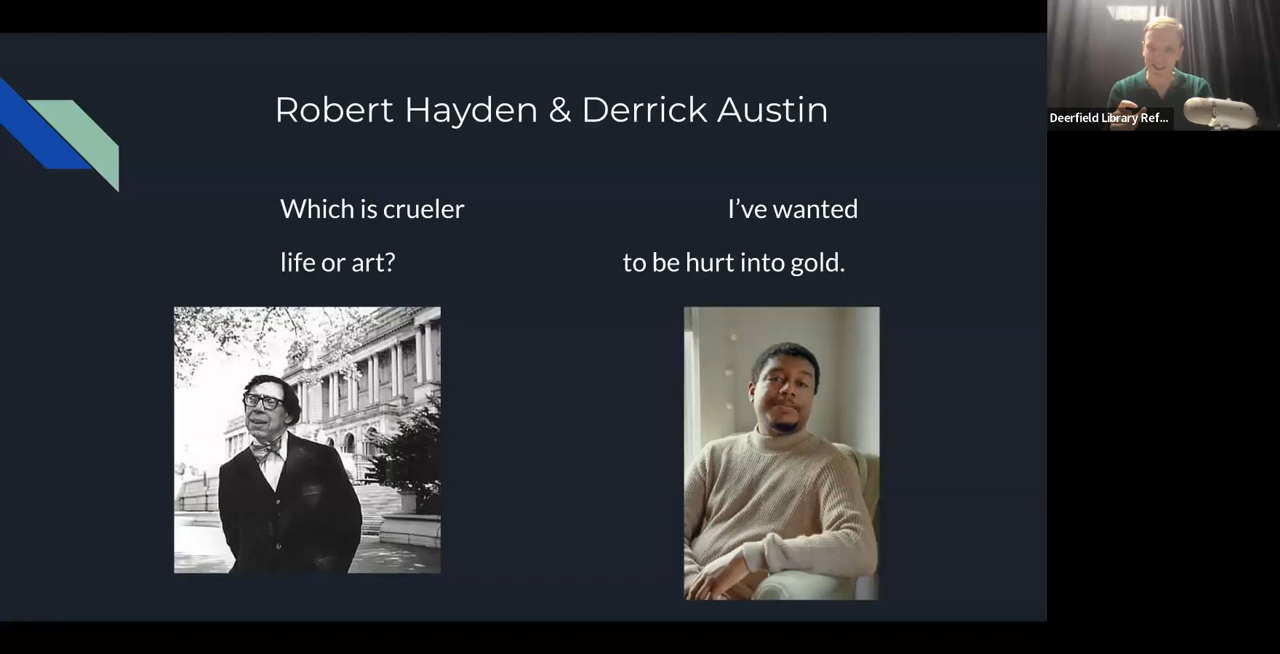 Robert Hayden & Derrick Austin
Which is crueler
life or art?
I’ve wanted
to be hurt into gold.
Deerfield Library Ref...